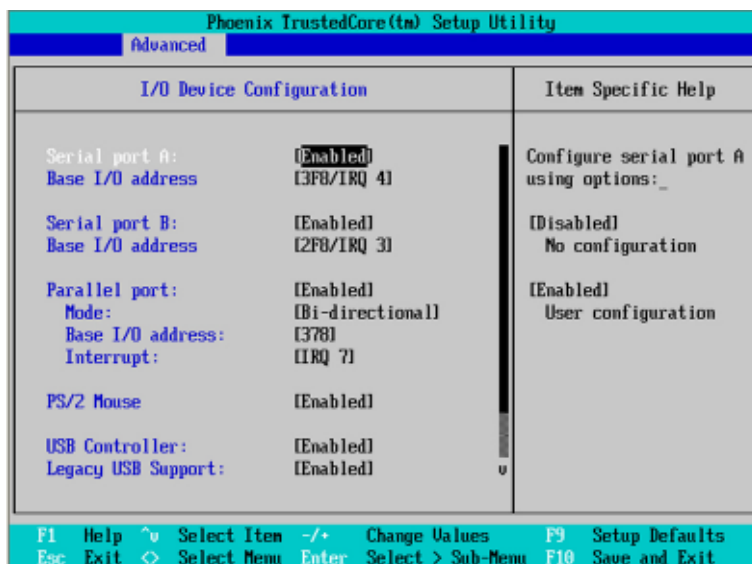 Phoenix TrustedCore(tm) Setup Utility
Advanced
I/O Device Configuration
Item Specific Help
Serial port A: [Enabled]
Base I/O address [3F8/IRQ 4]
Serial port B: [Enabled]
Base I/O address [2F8/IRQ 3]
Parallel port: [Enabled]
Mode: [Bi-directional]
Base I/O address: [378]
Interrupt: [IRQ 7]
PS/2 Mouse [Enabled]
USB Controller: [Enabled]
Legacy USB Support: [Enabled]
Configure serial port A
using options:_
[Disabled]
No configuration
[Enabled]
User configuration
F1 Help ^v Select Item -/+ Change Values F9 Setup Defaults
Esc Exit <> Select Menu Enter Select > Sub-Menu F10 Save and Exit